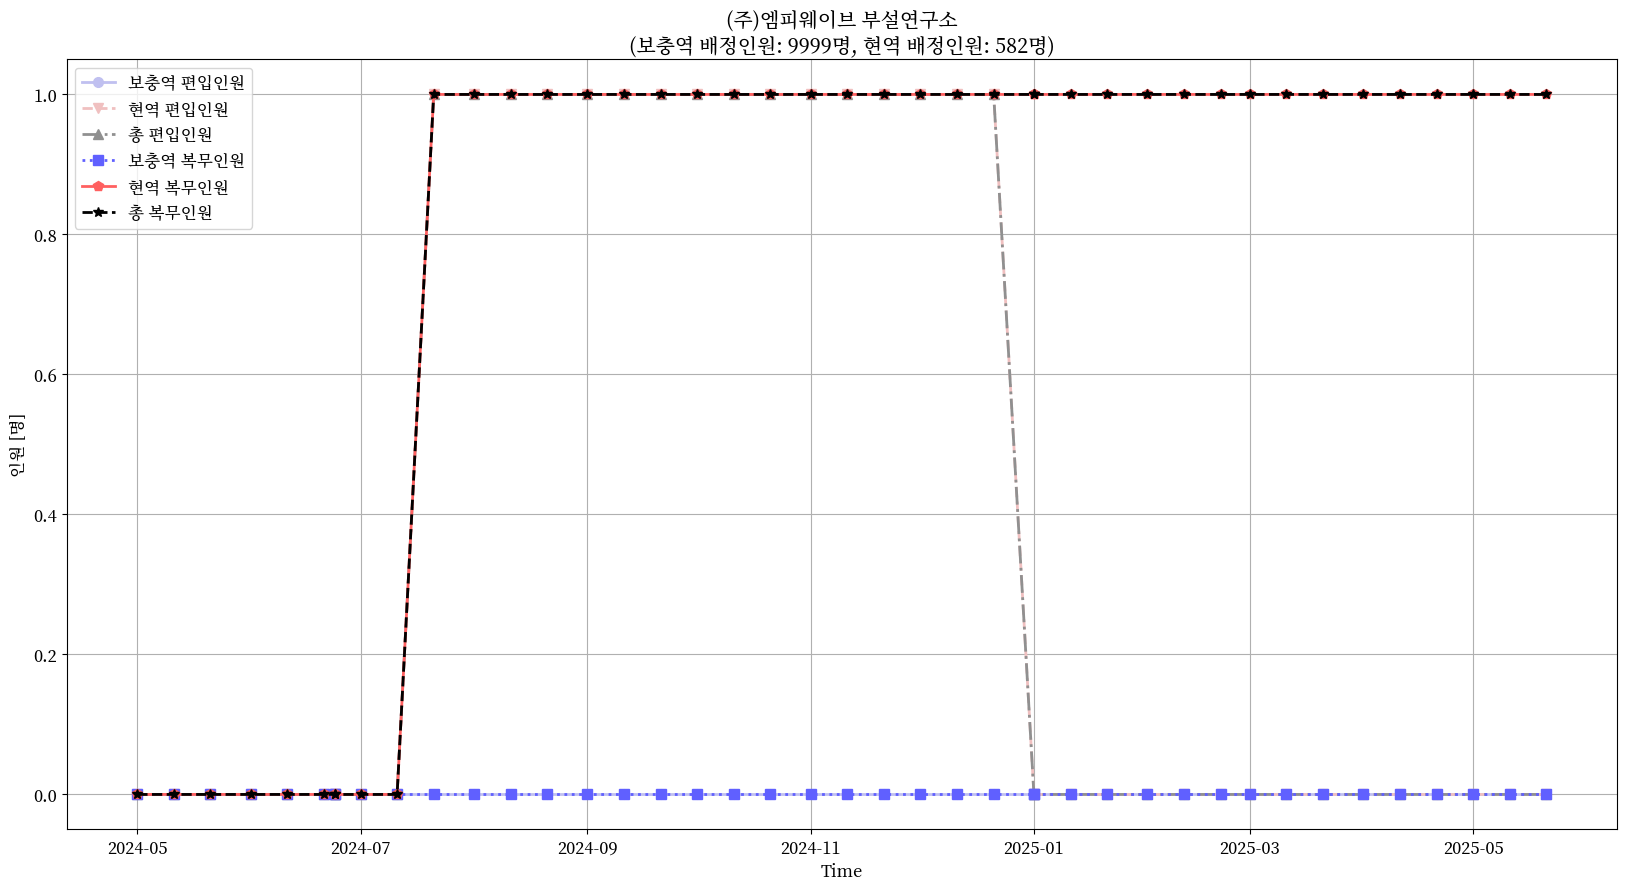 (주)엠피웨이브 부설연구소
(보충역 배정인원: 9999명, 현역 배정인원: 582명)
보충역 편입인원
현역 편입인원
총 편입인원
보충역 복무인원
현역 복무인원
총 복무인원
1.0
0.8
0.6
0.4
0.2
0.0
인원 [명]
2024-05
2024-07
2024-09
2024-11
2025-01
2025-03
2025-05
Time